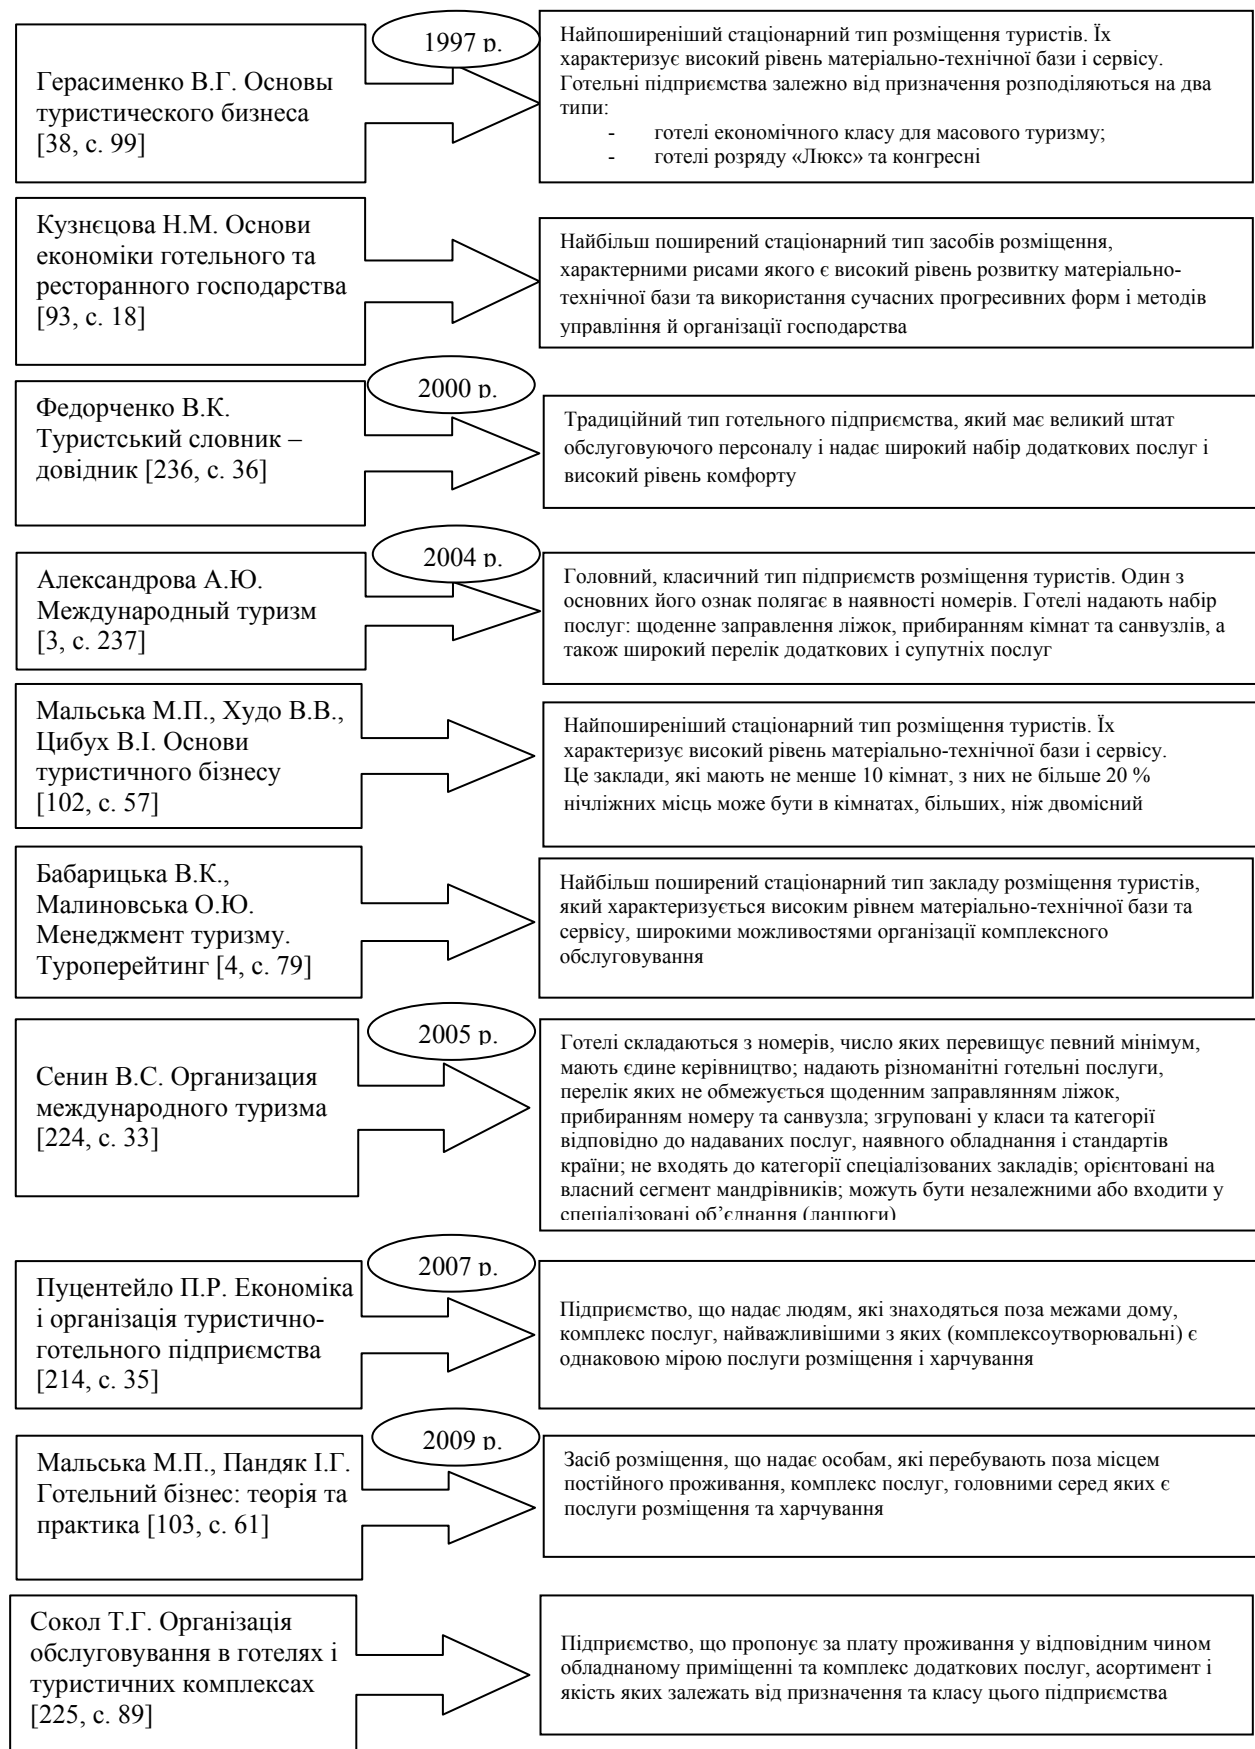 1997 р.
Герасименко В.Г. Основы
туристического бизнеса
[38, с. 99]
Найпоширеніший стаціонарний тип розміщення туристів. Їх
характеризує високий рівень матеріально-технічної бази і сервісу.
Готельні підприємства залежно від призначення розподіляються на два
типи:
- готелі економічного класу для масового туризму;
- готелі розряду «Люкс» та конгресні
Кузнєцова Н.М. Основи
економіки готельного та
ресторанного господарства
[93, с. 18]
Найбільш поширений стаціонарний тип засобів розміщення,
характерними рисами якого є високий рівень розвитку матеріально-
технічної бази та використання сучасних прогресивних форм і методів
управління й організації господарства
2000 р.
Федорченко В.К.
Туристський словник –
довідник [236, с. 36]
Традиційний тип готельного підприємства, який має великий штат
обслуговуючого персоналу і надає широкий набір додаткових послуг і
високий рівень комфорту
2004 р.
Александрова А.Ю.
Международный туризм
[3, с. 237]
Головний, класичний тип підприємств розміщення туристів. Один з
основних його ознак полягає в наявності номерів. Готелі надають набір
послуг: щоденне заправлення ліжок, прибиранням кімнат та санвузлів, а
також широкий перелік додаткових і супутніх послуг
Мальська М.П., Худо В.В.,
Цибух В.І. Основи
туристичного бізнесу
[102, с. 57]
Найпоширеніший стаціонарний тип розміщення туристів. Їх
характеризує високий рівень матеріально-технічної бази і сервісу.
Це заклади, які мають не менше 10 кімнат, з них не більше 20 %
нічліжних місць може бути в кімнатах, більших, ніж двомісний
Бабарицька В.К.,
Малиновська О.Ю.
Менеджмент туризму.
Туроперейтинг [4, с. 79]
Найбільш поширений стаціонарний тип закладу розміщення туристів,
який характеризується високим рівнем матеріально-технічної бази та
сервісу, широкими можливостями організації комплексного
обслуговування
2005 р.
Сенин В.С. Организация
международного туризма
[224, с. 33]
Готелі складаються з номерів, число яких перевищує певний мінімум,
мають єдине керівництво; надають різноманітні готельні послуги,
перелік яких не обмежується щоденним заправлянням ліжок,
прибиранням номеру та санвузла; згруповані у класи та категорії
відповідно до надаваних послуг, наявного обладнання і стандартів
країни; не входять до категорії спеціалізованих закладів; орієнтовані на
власний сегмент мандрівників; можуть бути незалежними або входити у
спеціалізовані об’єднання (ланцюги)
2007 р.
Пуцентейло П.Р. Економіка
і організація туристично-
готельного підприємства
[214, с. 35]
Підприємство, що надає людям, які знаходяться поза межами дому,
комплекс послуг, найважливішими з яких (комплексоутворювальні) є
однаковою мірою послуги розміщення і харчування
2009 р.
Мальська М.П., Пандяк І.Г.
Готельний бізнес: теорія та
практика [103, с. 61]
Засіб розміщення, що надає особам, які перебувають поза місцем
постійного проживання, комплекс послуг, головними серед яких є
послуги розміщення та харчування
Сокол Т.Г. Організація
обслуговування в готелях і
туристичних комплексах
[225, с. 89]
Підприємство, що пропонує за плату проживання у відповідним чином
обладнаному приміщенні та комплекс додаткових послуг, асортимент і
якість яких залежать від призначення та класу цього підприємства